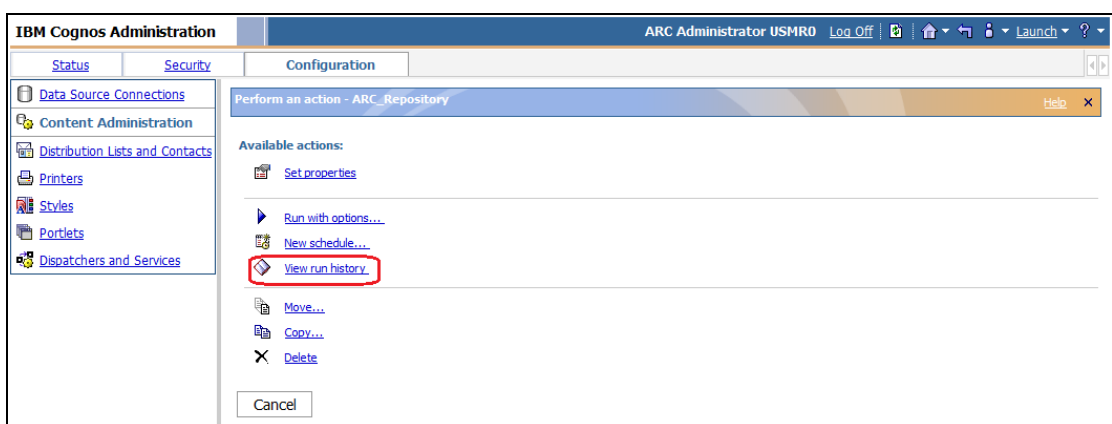 IBM Cognos Administration
ARC Administrator USMR0 Log Off Launch ?
Status Security Configuration
Data Source Connections
Content Administration
Distribution Lists and Contacts
Printers
Styles
Portlets
Dispatchers and Services
Perform an action - ARC_Repository Help
Available actions:
Set properties
Run with options...
New schedule...
View run history
Move...
Copy...
Delete
Cancel